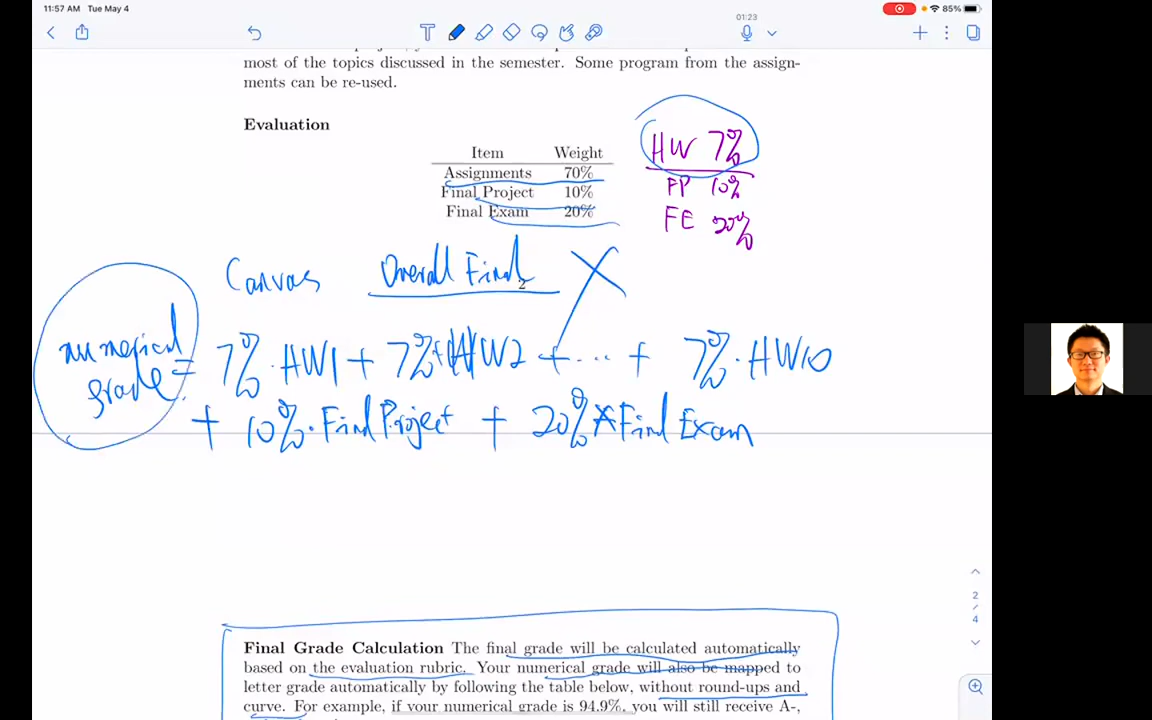 11:57 AM Tue May 4
85%
01:23
most of the topics discussed in the semester. Some program from the assign-
ments can be re-used.
Evaluation
Item Weight
Assignments 70%
Final Project 10%
Final Exam 20%
HW 7%
FP 10%
FE 20%
Canvas Overall Final
numerical
grade = 7% · HW1 + 7% HW2 + ... + 7% · HW10
+ 10% · Final Project + 20% Final Exam
2
/
4
Final Grade Calculation The final grade will be calculated automatically
based on the evaluation rubric. Your numerical grade will also be mapped to
letter grade automatically by following the table below, without round-ups and
curve. For example, if your numerical grade is 94.9%, you will still receive A-,